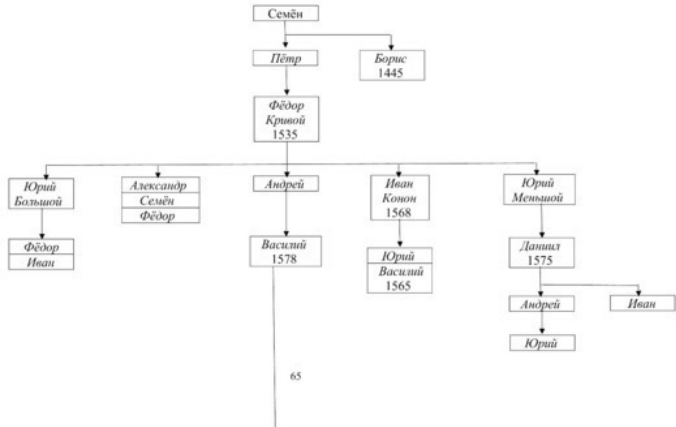 Семён
Пётр
Борис
1445
Фёдор
Кривой
1535
Юрий
Большой
Александр
Семён
Фёдор
Андрей
Иван
Конон
1568
Юрий
Меньшой
Фёдор
Иван
Василий
1578
Юрий
Василий
1565
Даниил
1575
Андрей
Иван
Юрий
65